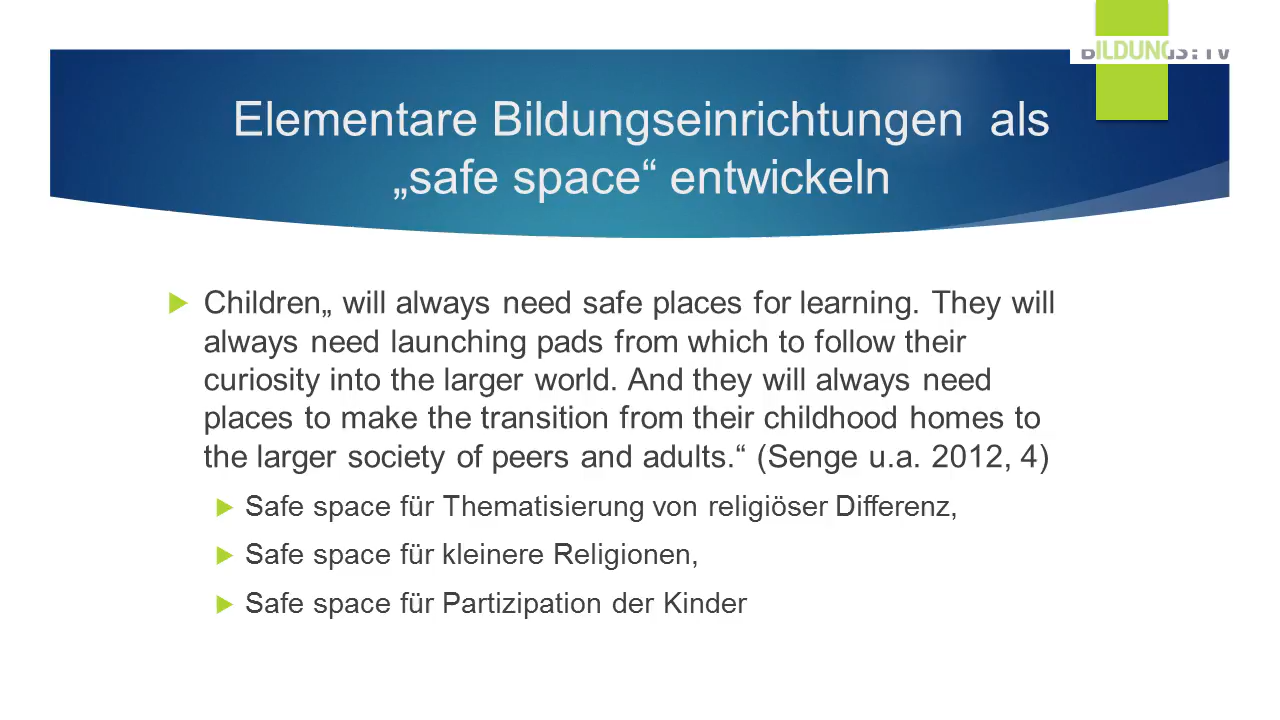 BILDUNGS.TV
Elementare Bildungseinrichtungen als
„safe space“ entwickeln
Children„ will always need safe places for learning. They will
always need launching pads from which to follow their
curiosity into the larger world. And they will always need
places to make the transition from their childhood homes to
the larger society of peers and adults.“ (Senge u.a. 2012, 4)
Safe space für Thematisierung von religiöser Differenz,
Safe space für kleinere Religionen,
Safe space für Partizipation der Kinder